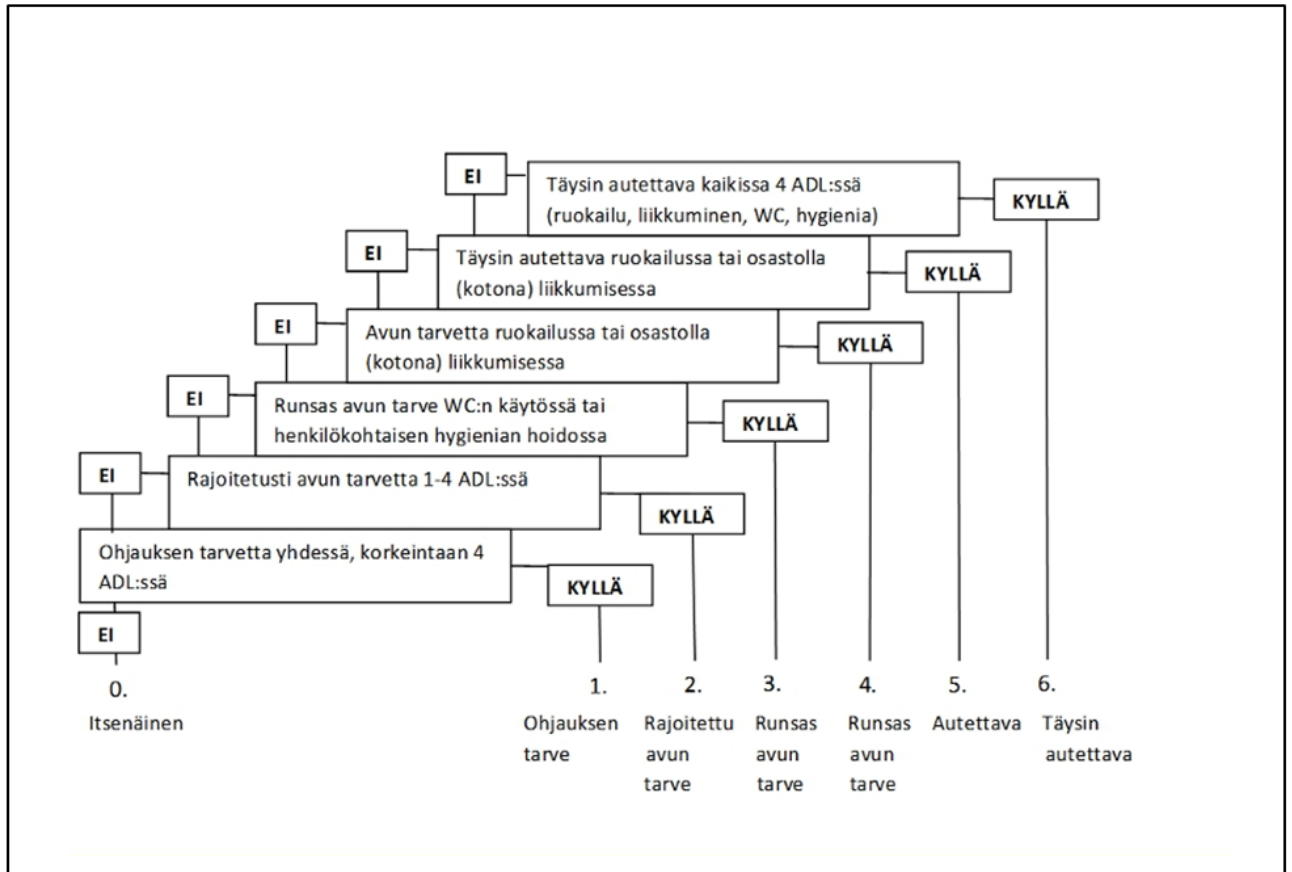 EI
Täysin autettava kaikissa 4 ADL:ssä
(ruokailu, liikkuminen, WC, hygienia)
KYLLÄ
EI
Täysin autettava ruokailussa tai osastolla
(kotona) liikkumisessa
KYLLÄ
EI
Avun tarvetta ruokailussa tai osastolla
(kotona) liikkumisessa
KYLLÄ
EI
Runsas avun tarve WC:n käytössä tai
henkilökohtaisen hygienian hoidossa
KYLLÄ
EI
Rajoitetusti avun tarvetta 1-4 ADL:ssä
KYLLÄ
Ohjauksen tarvetta yhdessä, korkeintaan 4
ADL:ssä
KYLLÄ
EI
0.
Itsenäinen
1.
Ohjauksen
tarve
2.
Rajoitettu
avun
tarve
3.
Runsas
avun
tarve
4.
Runsas
avun
tarve
5.
Autettava
6.
Täysin
autettava